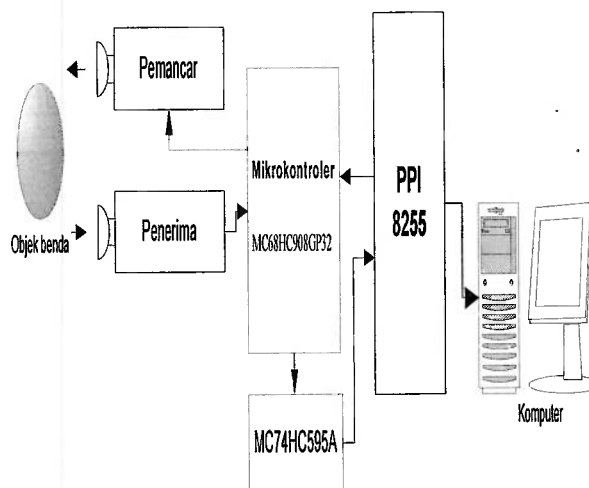 Pemancar
Objek benda
Penerima
Mikrokontroler
MC68HC908GP32
MC74HC595A
PPI
8255
Komputer